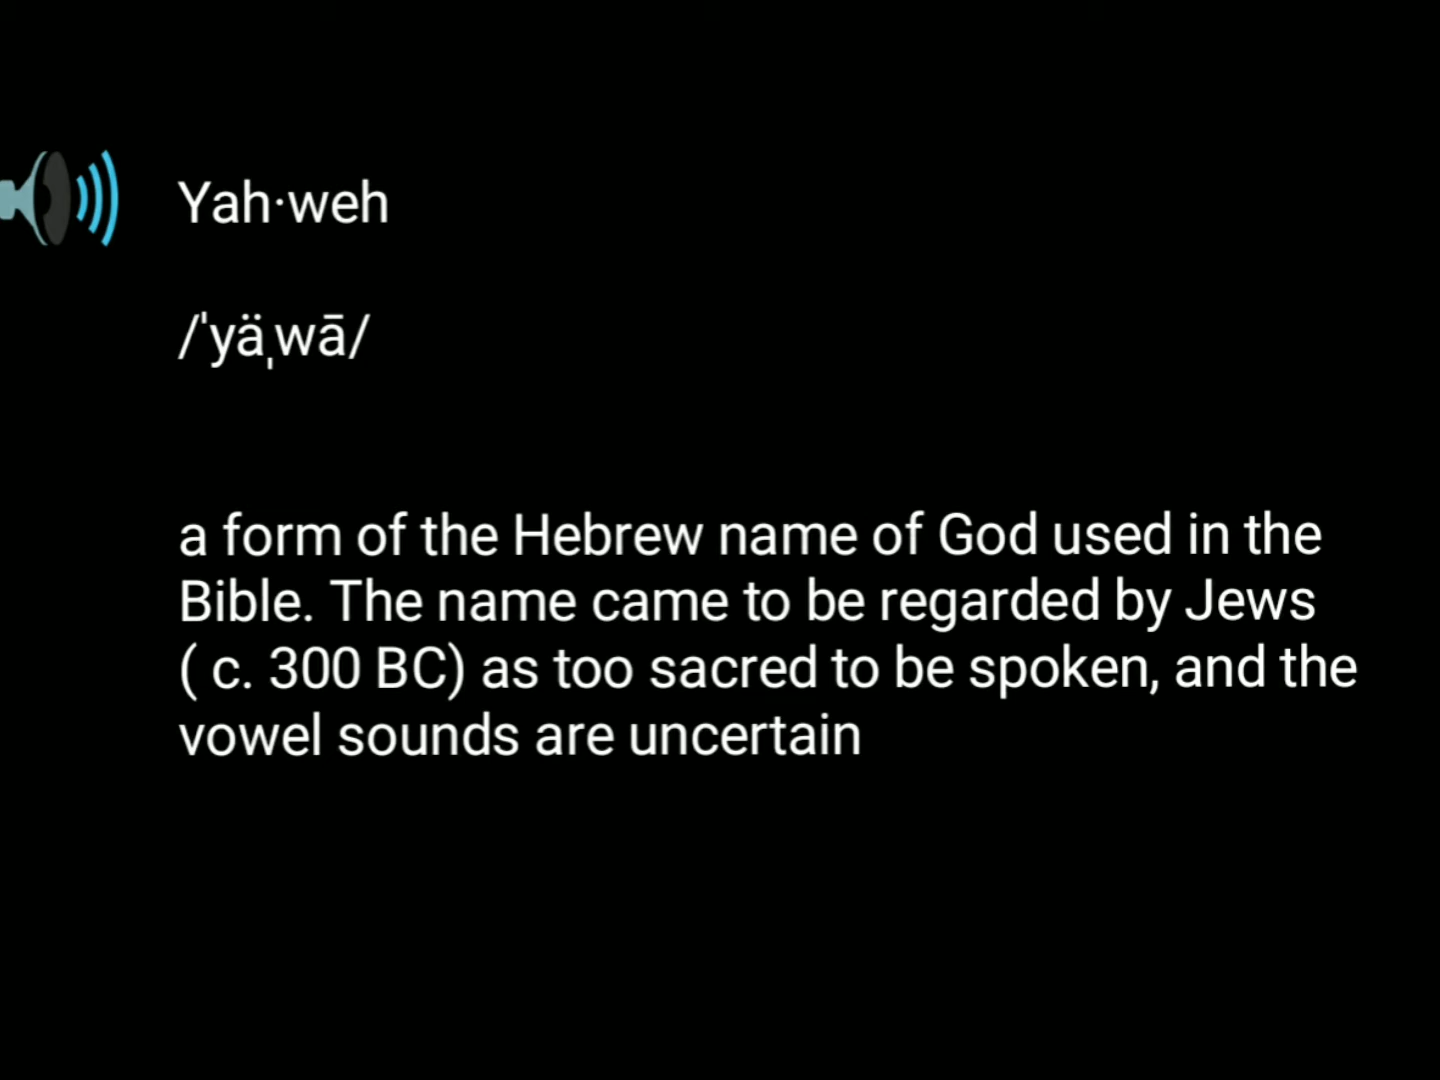 Yah·weh
/ˈyäˌwā/
a form of the Hebrew name of God used in the
Bible. The name came to be regarded by Jews
( c. 300 BC) as too sacred to be spoken, and the
vowel sounds are uncertain